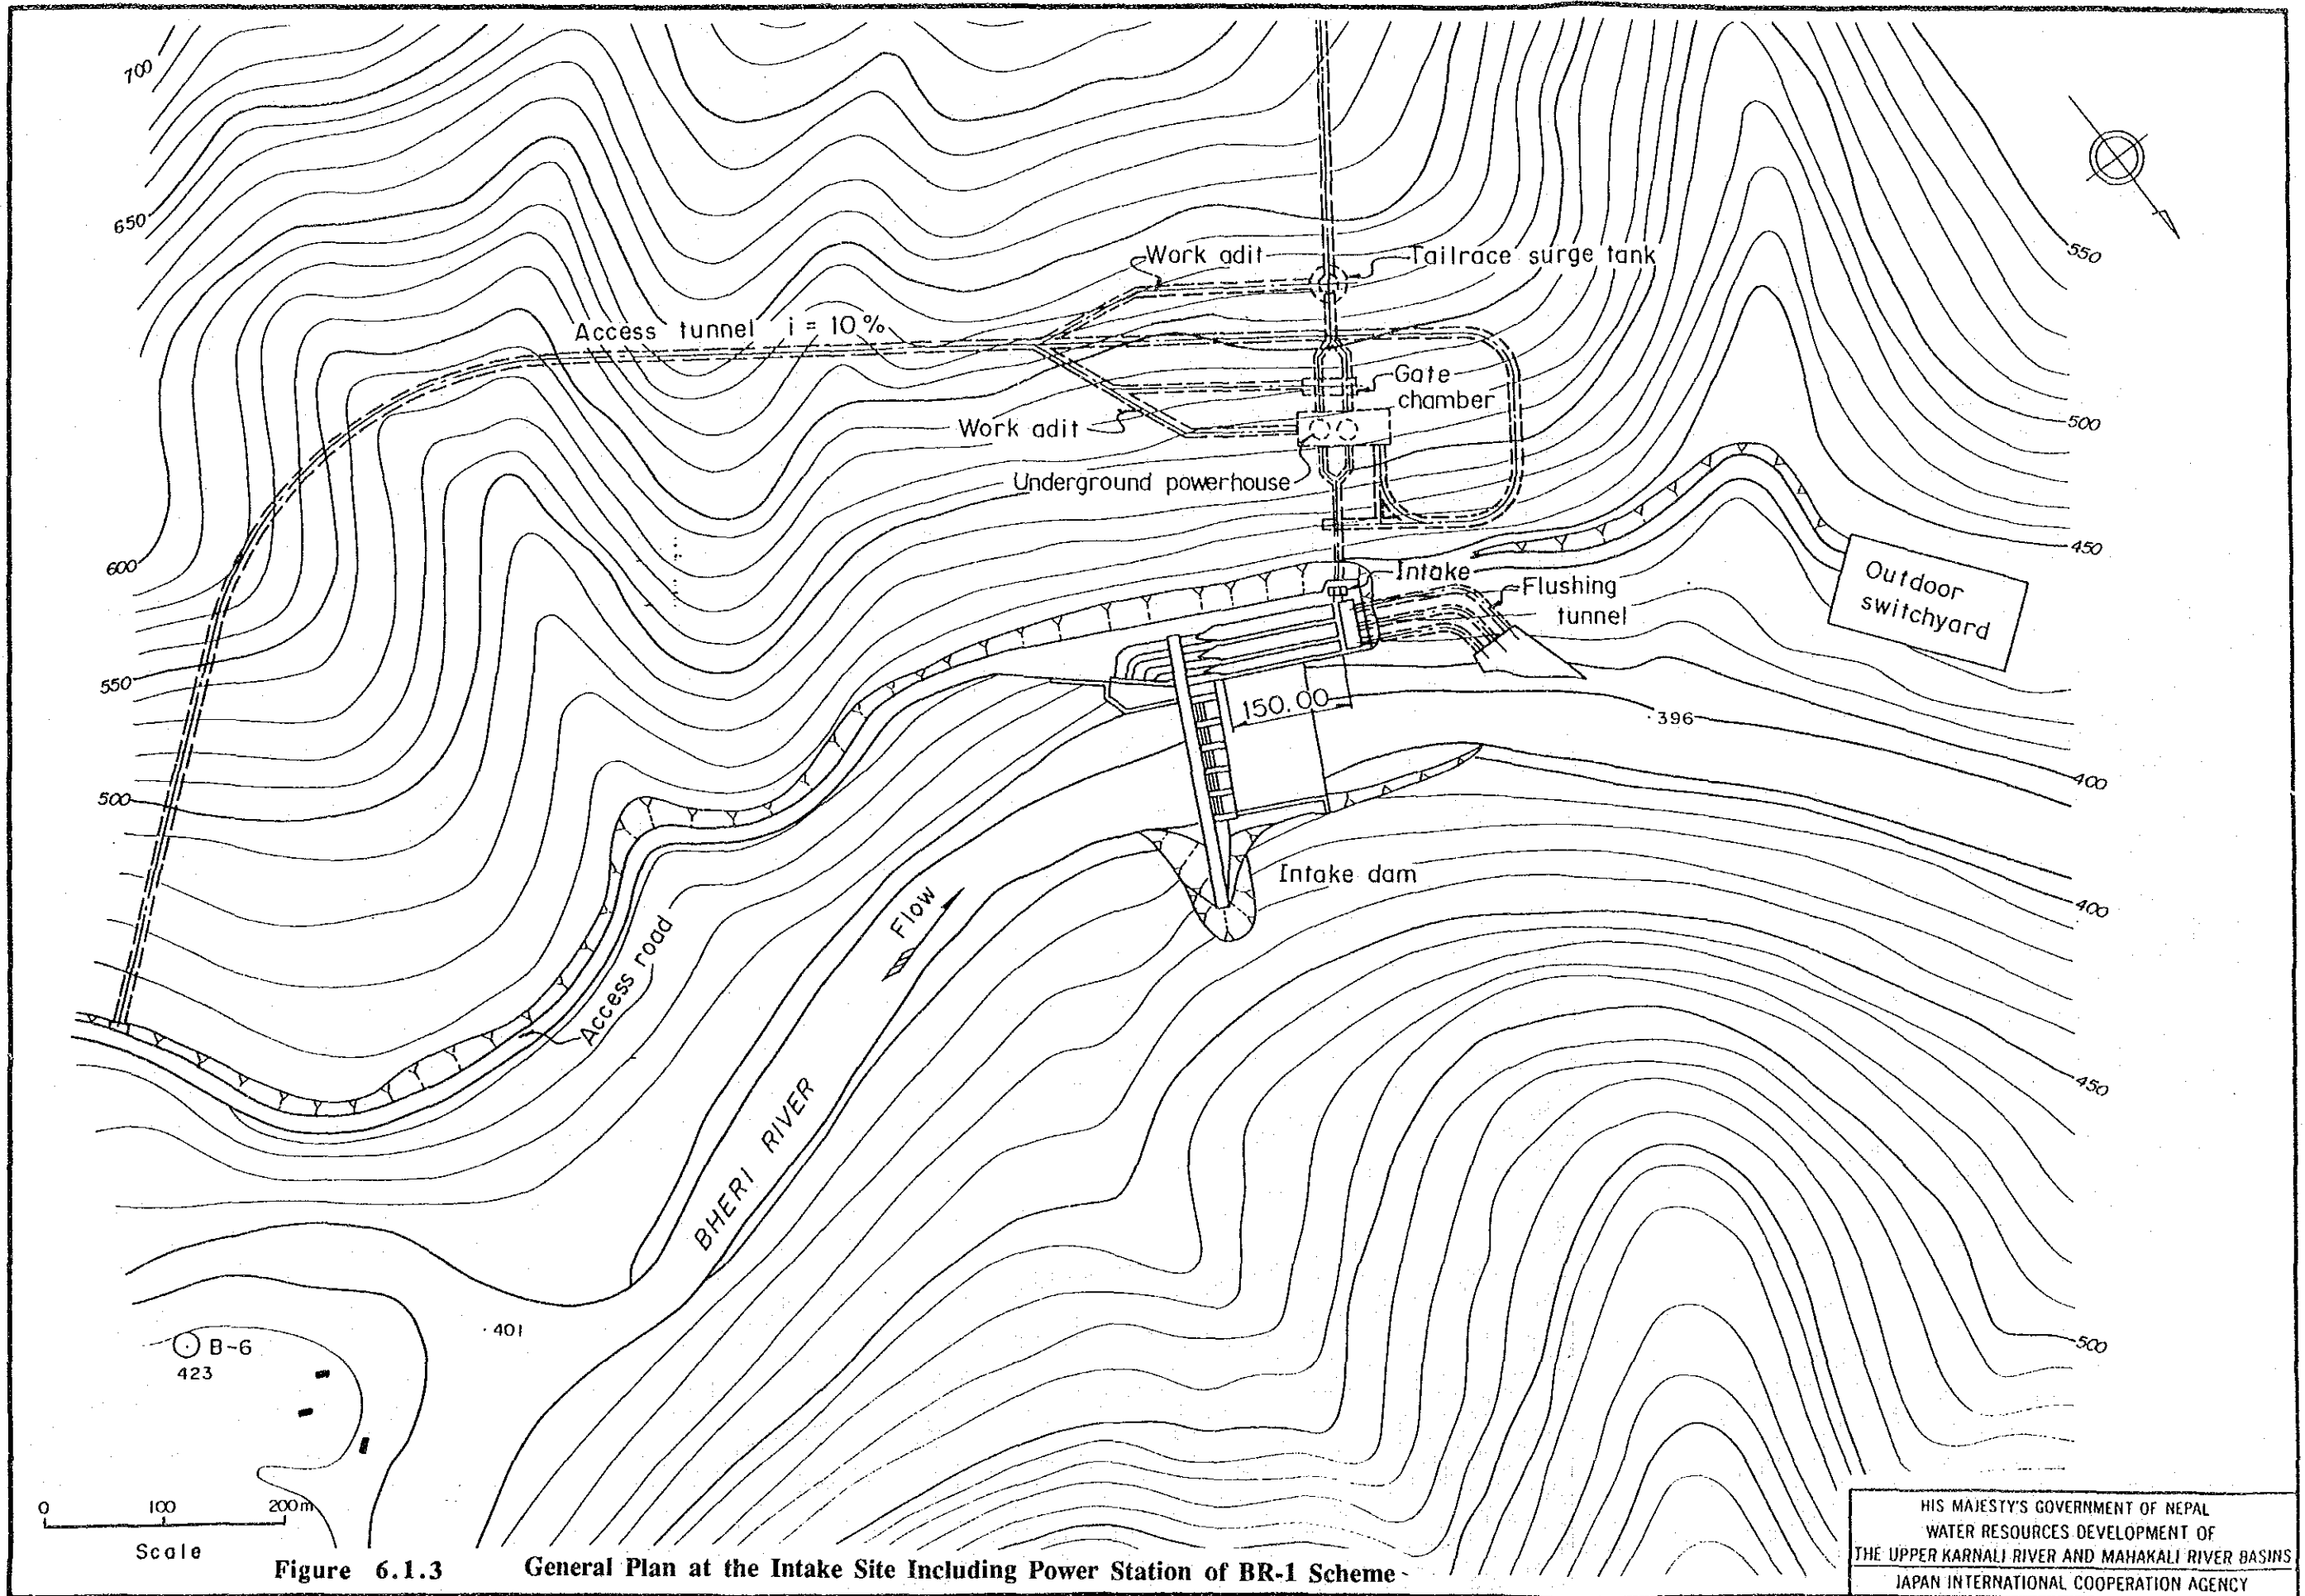 700
650
550
Work adit
Tailrace surge tank
Access tunnel i = 10%
Gate
chamber
500
Work adit
Underground powerhouse
450
600
Intake
Flushing
tunnel
Outdoor
switchyard
550
150.00
396
400
500
Intake dam
400
Flow
Access road
450
BHERI RIVER
401
B-6
423
500
0 100 200m
Scale
Figure 6.1.3 General Plan at the Intake Site Including Power Station of BR-1 Scheme
HIS MAJESTY'S GOVERNMENT OF NEPAL
WATER RESOURCES DEVELOPMENT OF
THE UPPER KARNALI RIVER AND MAHAKALI RIVER BASINS
JAPAN INTERNATIONAL COOPERATION AGENCY